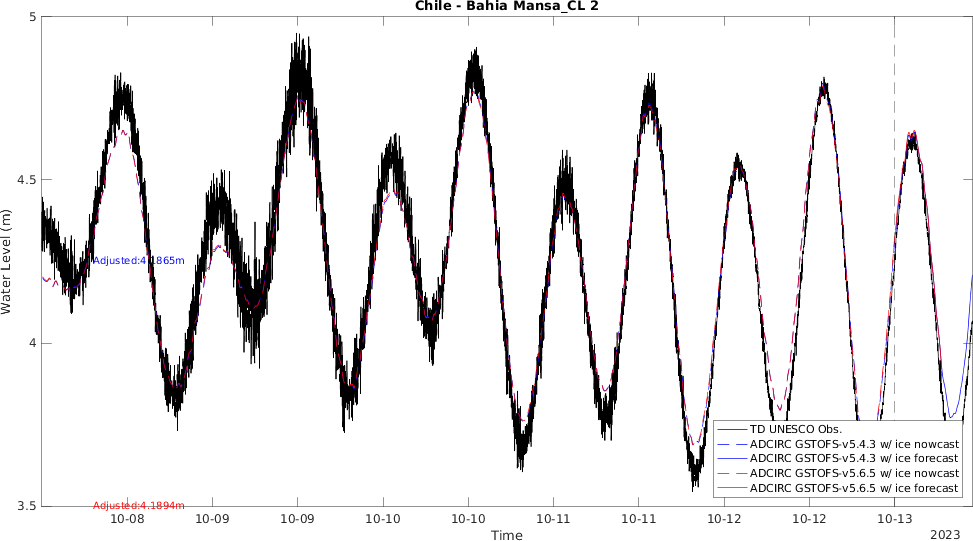 Chile - Bahia Mansa_CL 2
5
4.5
4
3.5
Water Level (m)
Adjusted:4.1865m
Adjusted:4.1894m
TD UNESCO Obs.
ADCIRC GSTOFS-v5.4.3 w/ ice nowcast
ADCIRC GSTOFS-v5.4.3 w/ ice forecast
ADCIRC GSTOFS-v5.6.5 w/ ice nowcast
ADCIRC GSTOFS-v5.6.5 w/ ice forecast
10-08 10-09 10-09 10-10 10-10 10-11 10-11 10-12 10-12 10-13
Time
2023